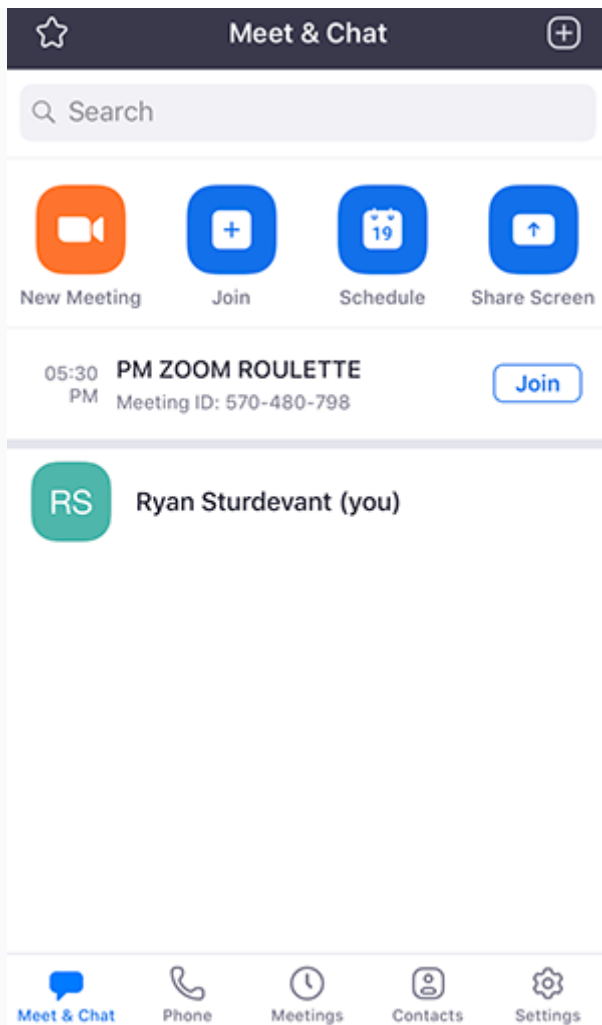 Meet & Chat
Search
19
New Meeting
Join
Schedule
Share Screen
05:30 PM ZOOM ROULETTE
PM Meeting ID: 570-480-798
Join
RS
Ryan Sturdevant (you)
Meet & Chat
Phone
Meetings
Contacts
Settings